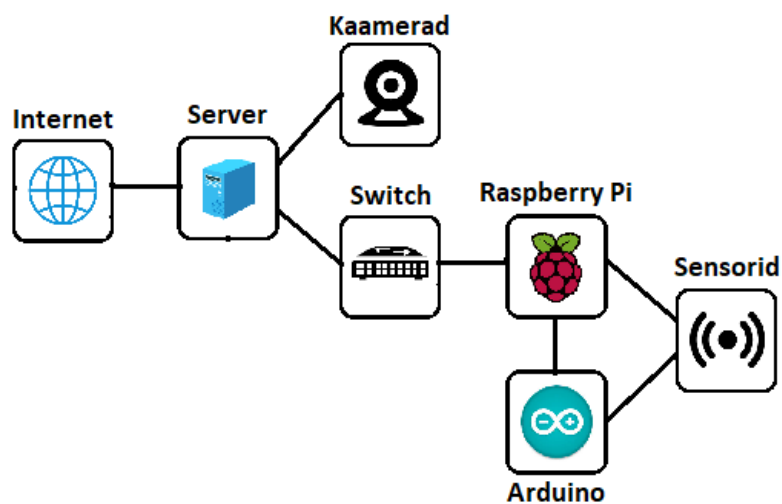 Kaamerad
Internet
Server
Switch
Raspberry Pi
Sensorid
Arduino